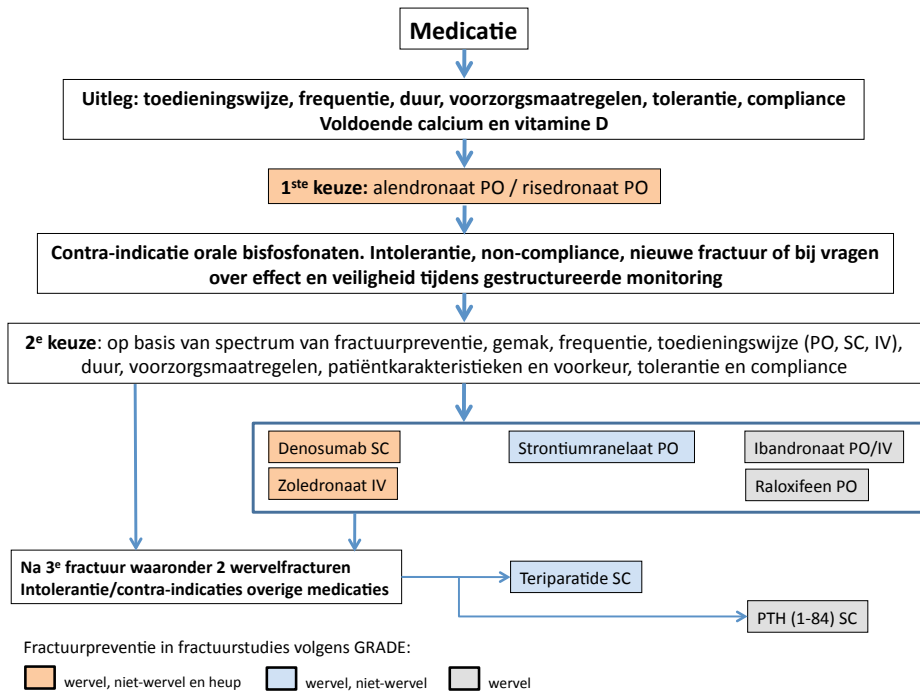 Medicatie
Uitleg: toedieningswijze, frequentie, duur, voorzorgsmaatregelen, tolerantie, compliance
Voldoende calcium en vitamine D
1ste keuze: alendronaat PO / risedronaat PO
Contra-indicatie orale bisfosfonaten. Intolerantie, non-compliance, nieuwe fractuur of bij vragen
over effect en veiligheid tijdens gestructureerde monitoring
2e keuze: op basis van spectrum van fractuurpreventie, gemak, frequentie, toedieningswijze (PO, SC, IV),
duur, voorzorgsmaatregelen, patiëntkarakteristieken en voorkeur, tolerantie en compliance
Denosumab SC
Strontiumranelaat PO
Ibandronaat PO/IV
Zoledronaat IV
Raloxifeen PO
Na 3e fractuur waaronder 2 wervelfracturen
Intolerantie/contra-indicaties overige medicaties
Teriparatide SC
PTH (1-84) SC
Fractuurpreventie in fractuurstudies volgens GRADE:
wervel, niet-wervel en heup
wervel, niet-wervel
wervel